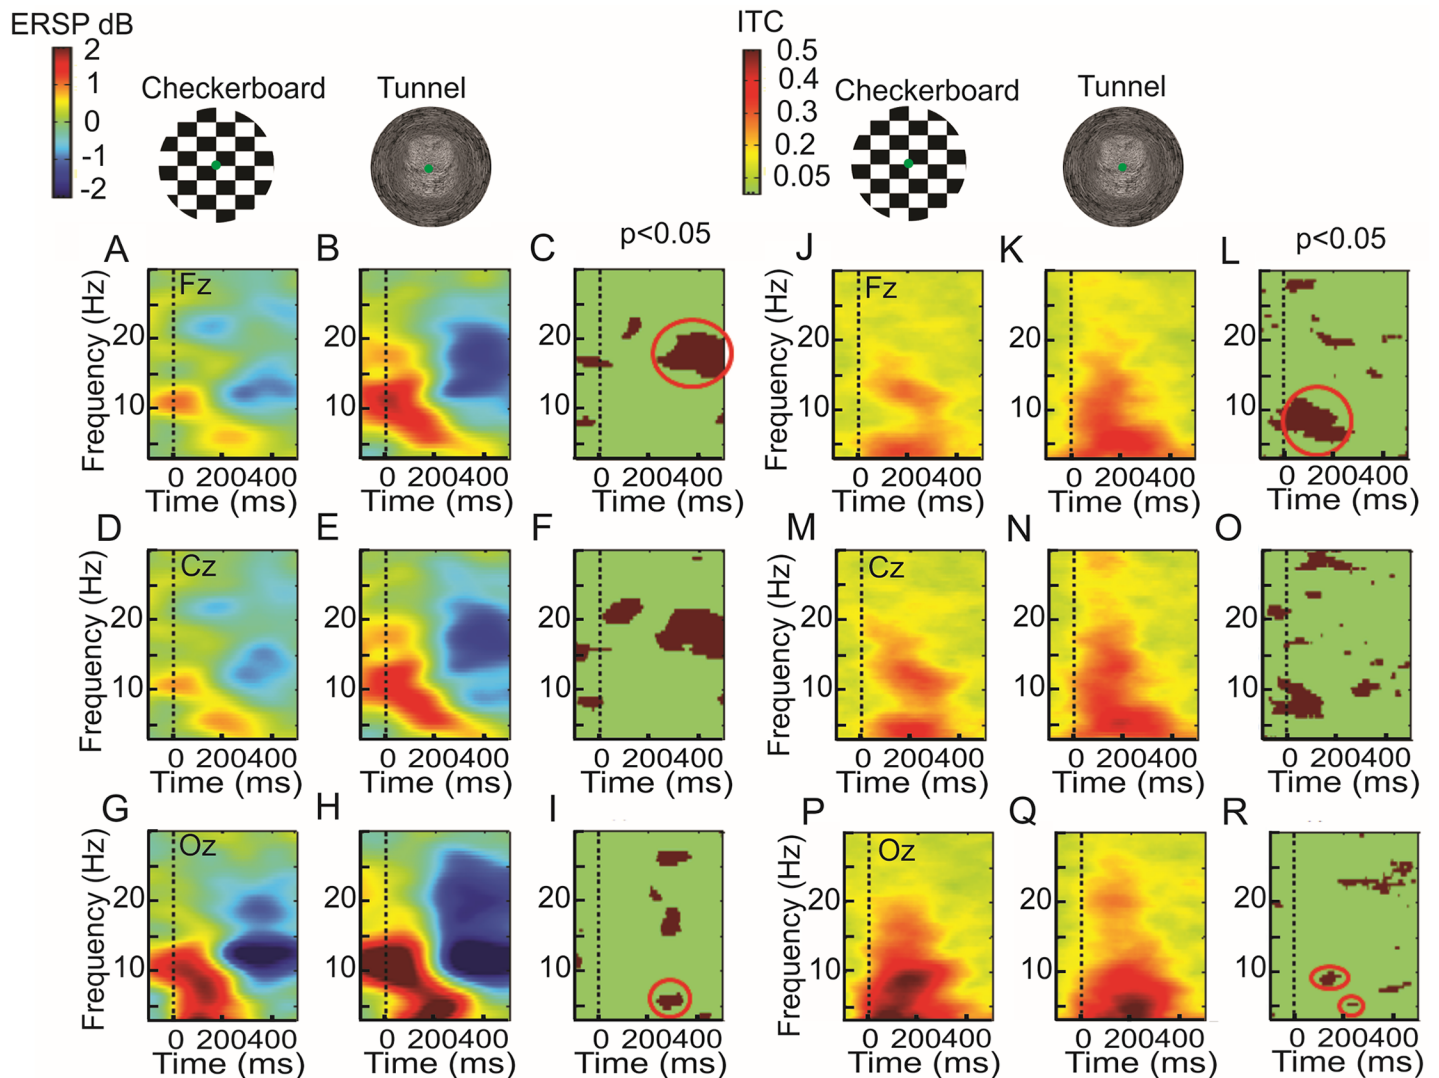 ERSP dB
ITC
2
1
0
-1
-2
0.5
0.4
0.3
0.2
0.05
Checkerboard
Tunnel
Checkerboard
Tunnel
p<0.05
p<0.05
A
B
C
J
K
L
Fz
Fz
Frequency (Hz)
20
10
20
10
20
10
Frequency (Hz)
20
10
20
10
20
10
0 200400
0 200400
0 200400
0 200400
0 200400
0 200400
Time (ms)
Time (ms)
Time (ms)
Time (ms)
Time (ms)
Time (ms)
D
E
F
M
N
O
Cz
Cz
Frequency (Hz)
20
10
20
10
20
10
Frequency (Hz)
20
10
20
10
20
10
0 200400
0 200400
0 200400
0 200400
0 200400
0 200400
Time (ms)
Time (ms)
Time (ms)
Time (ms)
Time (ms)
Time (ms)
G
H
I
P
Q
R
Oz
Oz
Frequency (Hz)
20
10
20
10
20
10
Frequency (Hz)
20
10
20
10
20
10
0 200400
0 200400
0 200400
0 200400
0 200400
0 200400
Time (ms)
Time (ms)
Time (ms)
Time (ms)
Time (ms)
Time (ms)